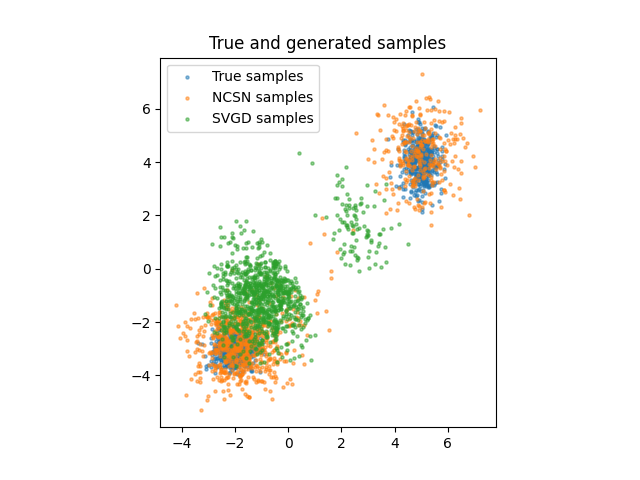 True and generated samples
True samples
NCSN samples
SVGD samples
6
4
2
0
−2
−4
−4 −2 0 2 4 6